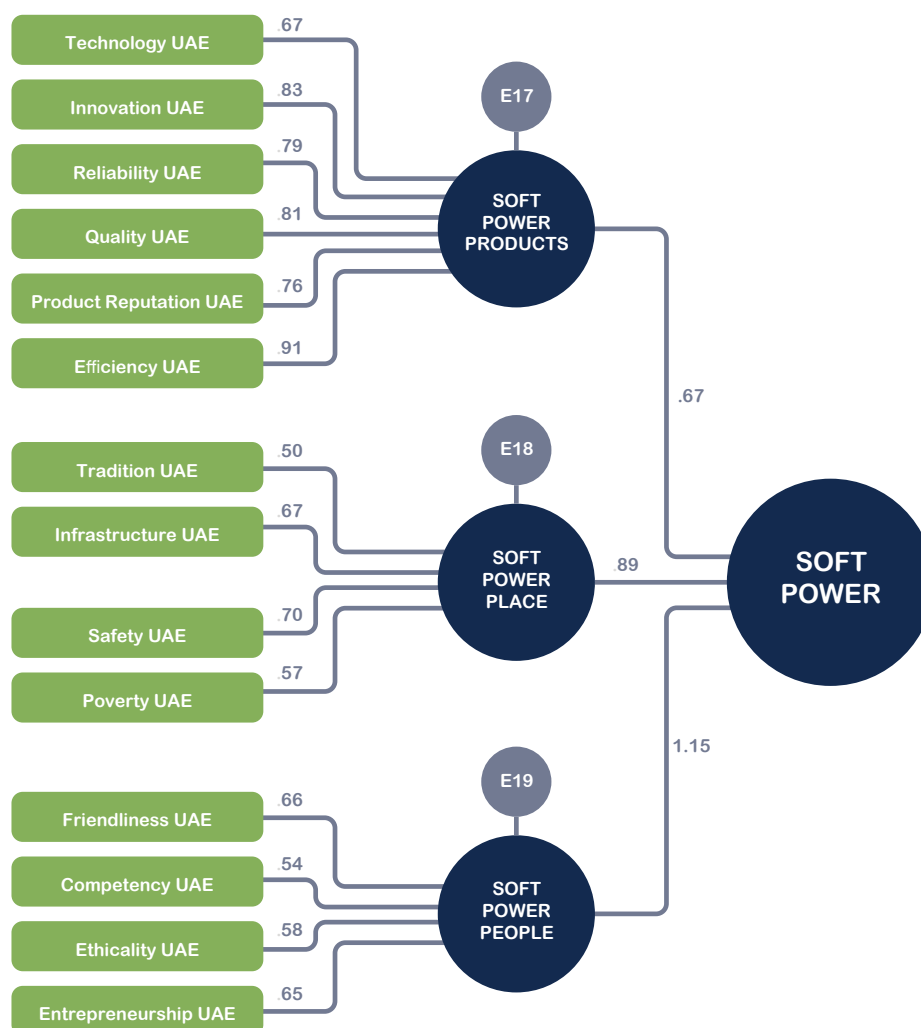 .67
Technology UAE
.83
Innovation UAE
.79
Reliability UAE
.81
Quality UAE
.76
Product Reputation UAE
.91
Efficiency UAE
E17
SOFT
POWER
PRODUCTS
.67
.50
Tradition UAE
.67
Infrastructure UAE
.70
Safety UAE
.57
Poverty UAE
E18
SOFT
POWER
PLACE
.89
SOFT
POWER
1.15
.66
Friendliness UAE
.54
Competency UAE
.58
Ethicality UAE
.65
Entrepreneurship UAE
E19
SOFT
POWER
PEOPLE